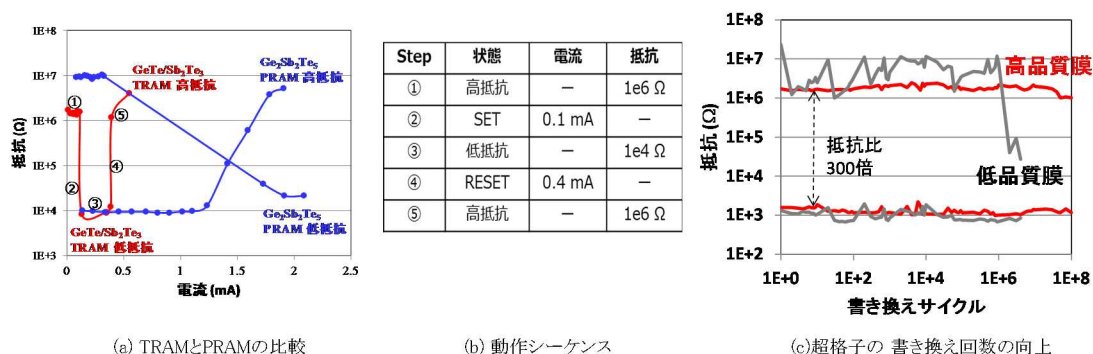 1E+8
1E+7
1E+6
1E+5
1E+4
1E+3
抵抗(Ω)
0
0.5
1
1.5
2
2.5
電流(mA)
GeTe/Sb₂Te₃
TRAM 高抵抗
Ge₂Sb₂Te₅
PRAM 高抵抗
①
⑤
④
②
③
GeTe/Sb₂Te₃
TRAM 低抵抗
Ge₂Sb₂Te₅
PRAM 低抵抗
(a) TRAMとPRAMの比較
Step 状態 電流 抵抗
① 高抵抗 － 1e6 Ω
② SET 0.1 mA －
③ 低抵抗 － 1e4 Ω
④ RESET 0.4 mA －
⑤ 高抵抗 － 1e6 Ω
(b) 動作シーケンス
1E+8
1E+7
1E+6
1E+5
1E+4
1E+3
1E+2
抵抗(Ω)
高品質膜
抵抗比
300倍
低品質膜
1E+0 1E+2 1E+4 1E+6 1E+8
書き換えサイクル
(c)超格子の 書き換え回数の向上